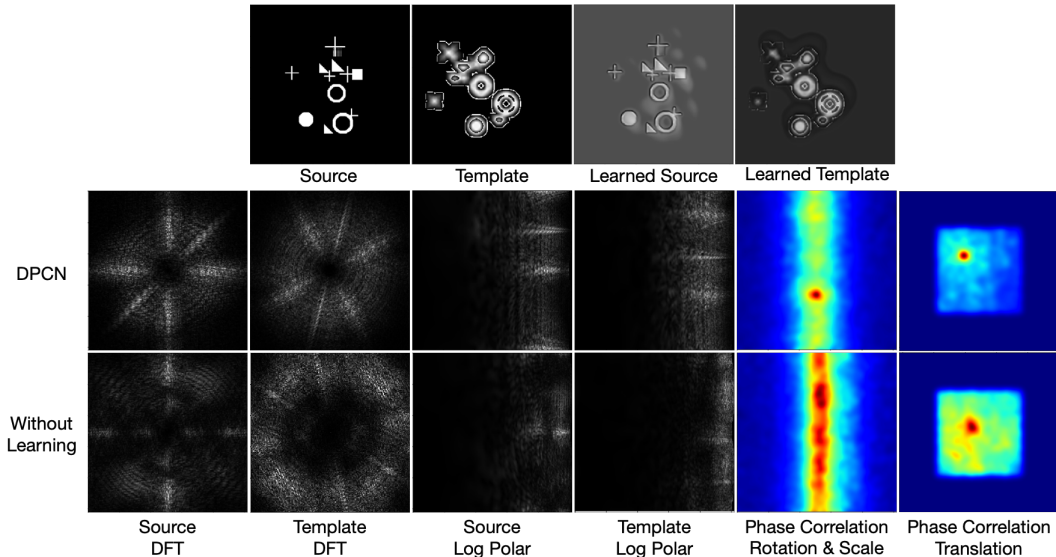 Source
Template
Learned Source
Learned Template
DPCN
Without
Learning
Source
DFT
Template
DFT
Source
Log Polar
Template
Log Polar
Phase Correlation
Rotation & Scale
Phase Correlation
Translation